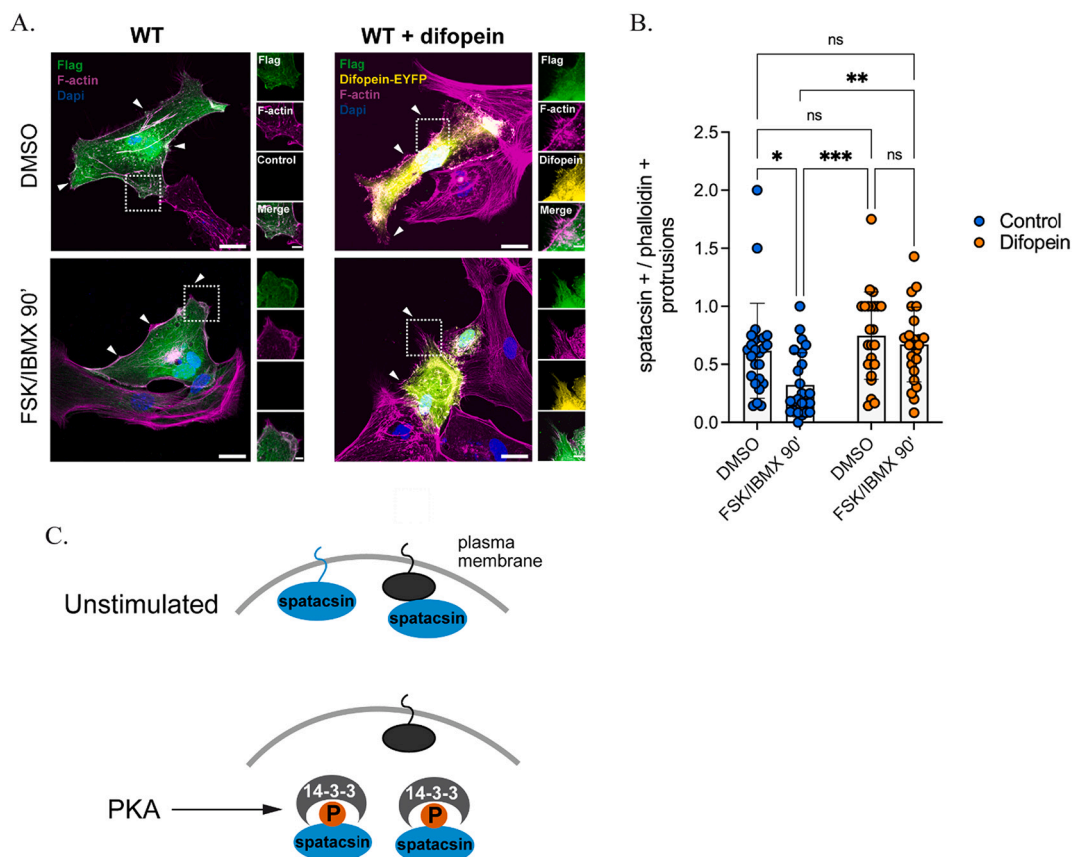 A.
WT
WT + difopein
DMSO
Flag
F-actin
Dapi
Flag
F-actin
Control
Merge
Flag
Difopein-EYFP
F-actin
Dapi
Flag
F-actin
Difopein
Merge
FSK/IBMX 90'
B.
ns
**
ns
*
***
ns
spatacsin + / phalloidin +
protrusions
2.5
2.0
1.5
1.0
0.5
0.0
DMSO
FSK/IBMX 90'
DMSO
FSK/IBMX 90'
Control
Difopein
C.
plasma
membrane
Unstimulated
spatacsin
spatacsin
PKA
14-3-3
P
spatacsin
14-3-3
P
spatacsin